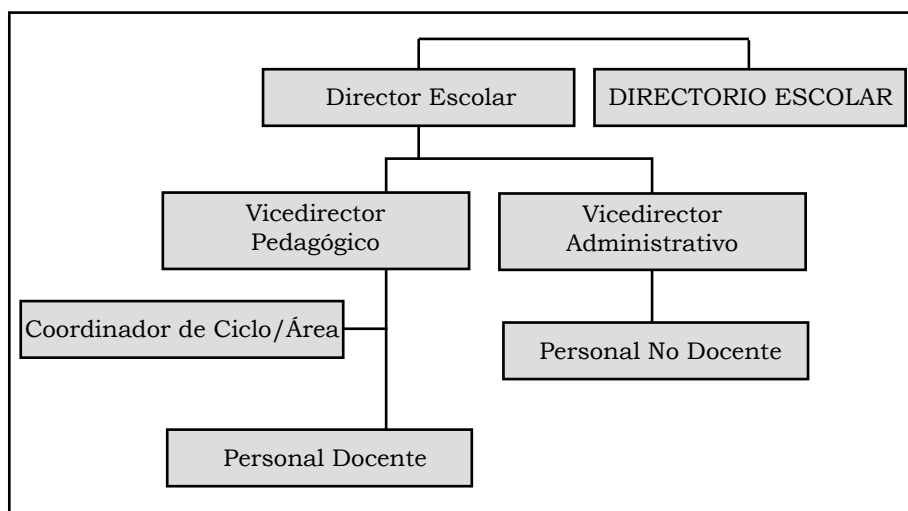 Director Escolar
DIRECTORIO ESCOLAR
Vicedirector
Pedagógico
Vicedirector
Administrativo
Coordinador de Ciclo/Área
Personal No Docente
Personal Docente